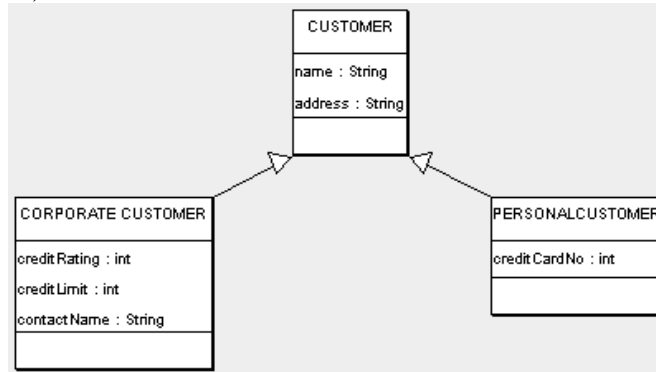 CUSTOMER
name : String
address : String
CORPORATE CUSTOMER
creditRating : int
creditLimit : int
contactName : String
PERSONALCUSTOMER
creditCardNo : int